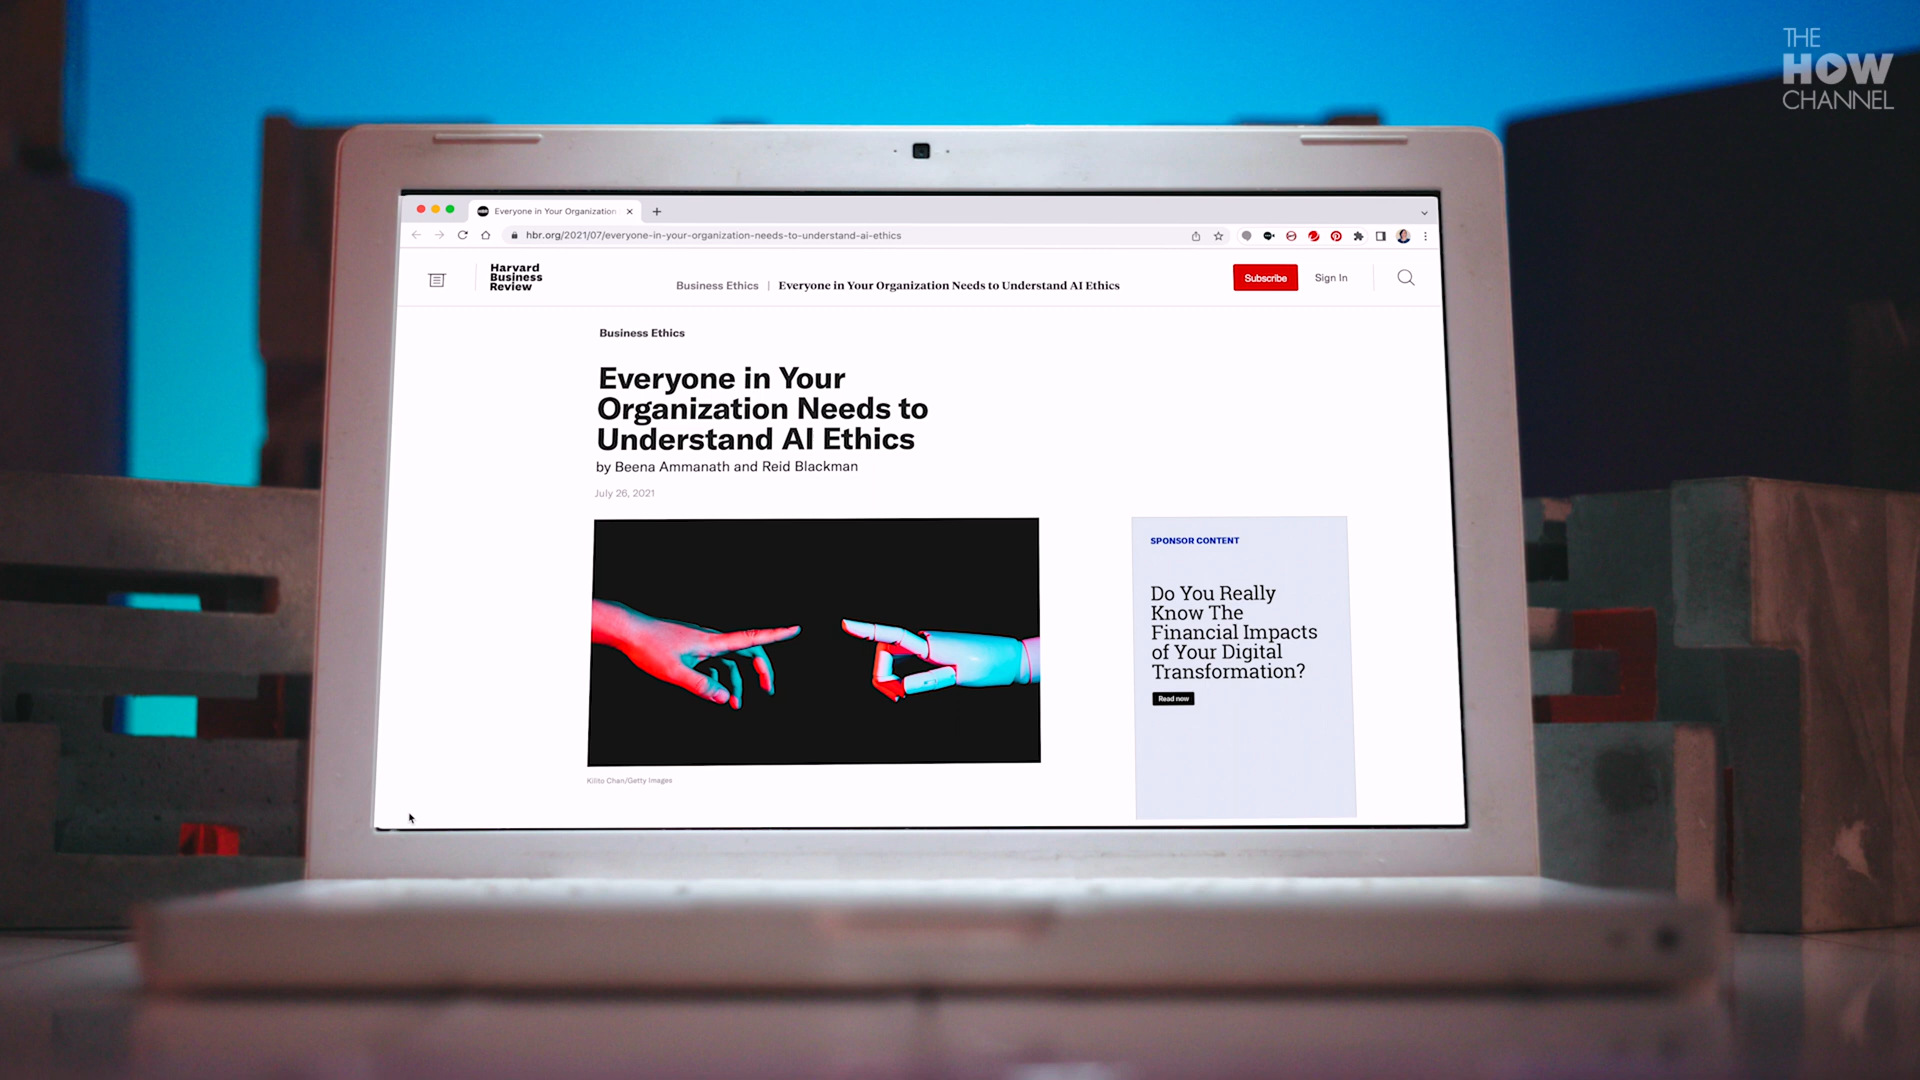 THE
HOW
CHANNEL
Everyone in Your Organization
hbr.org/2021/07/everyone-in-your-organization-needs-to-understand-ai-ethics
Harvard
Business
Review
Business Ethics | Everyone in Your Organization Needs to Understand AI Ethics
Subscribe
Sign In
Business Ethics
Everyone in Your
Organization Needs to
Understand AI Ethics
by Beena Ammanath and Reid Blackman
July 26, 2021
Kilito Chan/Getty Images
SPONSOR CONTENT
Do You Really
Know The
Financial Impacts
of Your Digital
Transformation?
Read now